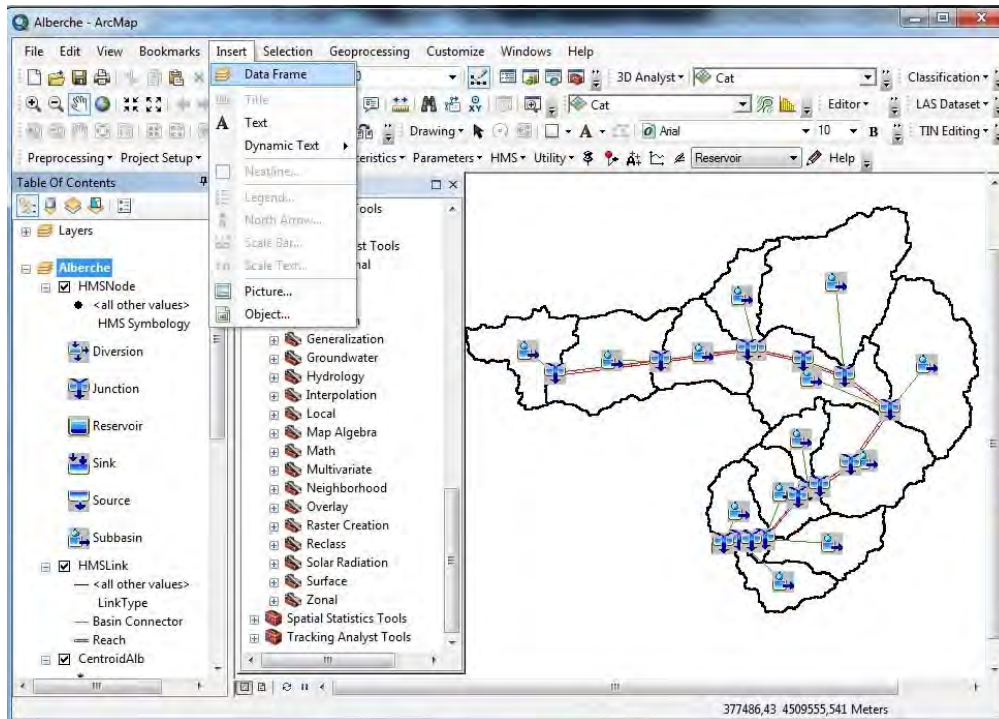 Alberche - ArcMap
File Edit View Bookmarks Insert Selection Geoprocessing Customize Windows Help
3D Analyst Cat Classification
Cat Editor LAS Dataset
Drawing A Arial 10 B TIN Editing
Preprocessing Project Setup Parameters HMS Utility Reservoir Help
Data Frame
Title
A Text
Dynamic Text
Neatline...
Legend...
North Arrow...
Scale Bar...
Scale Text...
Picture...
Object...
Table Of Contents
Layers
Alberche
HMSNode
<all other values>
HMS Symbology
Diversion
Junction
Reservoir
Sink
Source
Subbasin
HMSLink
<all other values>
LinkType
Basin Connector
Reach
CentroidAlb
Generalization
Groundwater
Hydrology
Interpolation
Local
Map Algebra
Math
Multivariate
Neighborhood
Overlay
Raster Creation
Reclass
Solar Radiation
Surface
Zonal
Spatial Statistics Tools
Tracking Analyst Tools
377486,43 4509555,541 Meters